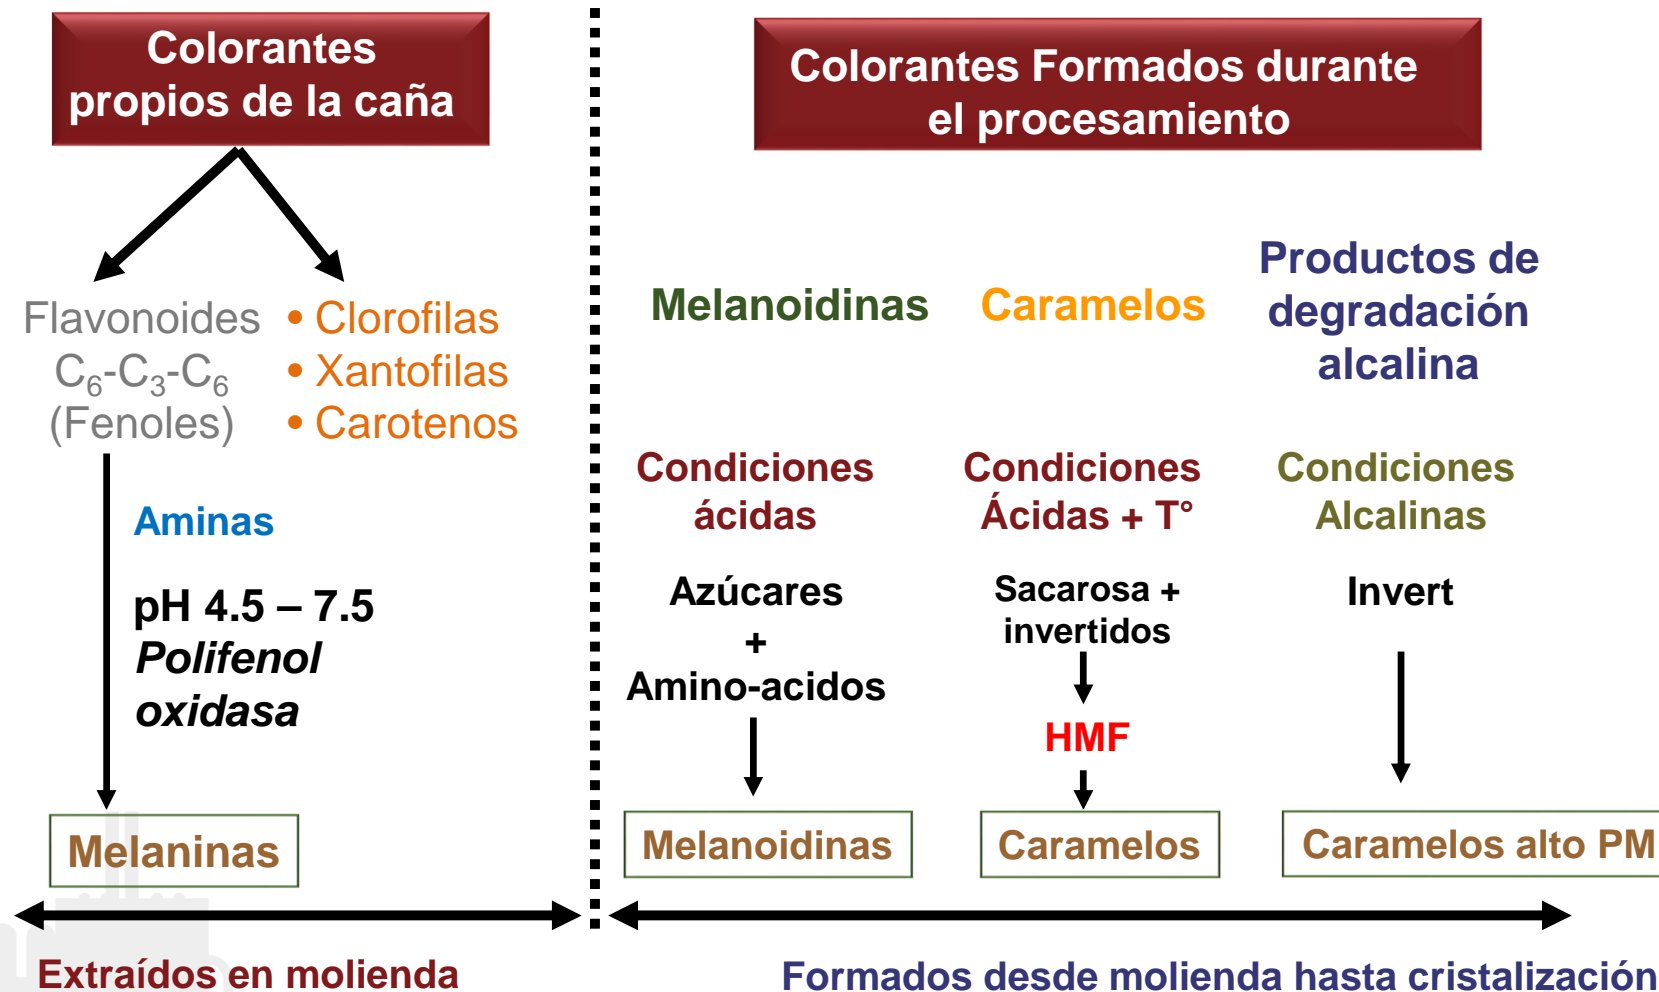 Colorantes
propios de la caña
Flavonoides
C₆-C₃-C₆
(Fenoles)
• Clorofilas
• Xantofilas
• Carotenos
Aminas
pH 4.5 – 7.5
Polifenol
oxidasa
Melaninas
Extraídos en molienda
Colorantes Formados durante
el procesamiento
Melanoidinas
Condiciones
ácidas
Azúcares
+
Amino-acidos
Melanoidinas
Caramelos
Condiciones
Ácidas + T°
Sacarosa +
invertidos
HMF
Caramelos
Productos de
degradación
alcalina
Condiciones
Alcalinas
Invert
Caramelos alto PM
Formados desde molienda hasta cristalización